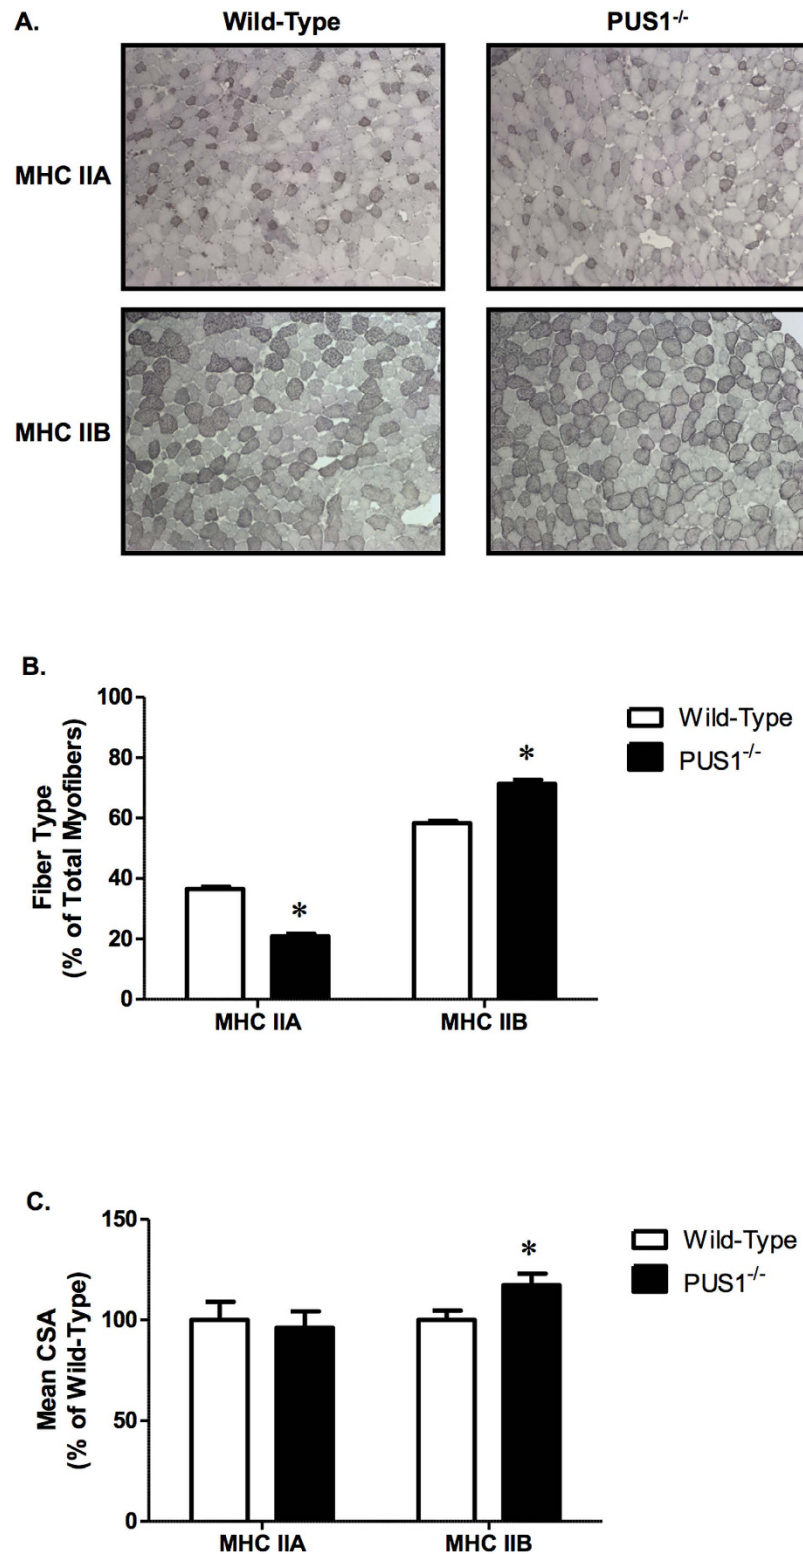 A.
Wild-Type
PUS1-/-
MHC IIA
MHC IIB
B.
Fiber Type
(% of Total Myofibers)
100
80
60
40
20
0
*
*
MHC IIA
MHC IIB
Wild-Type
PUS1-/-
C.
Mean CSA
(% of Wild-Type)
150
100
50
0
*
MHC IIA
MHC IIB
Wild-Type
PUS1-/-